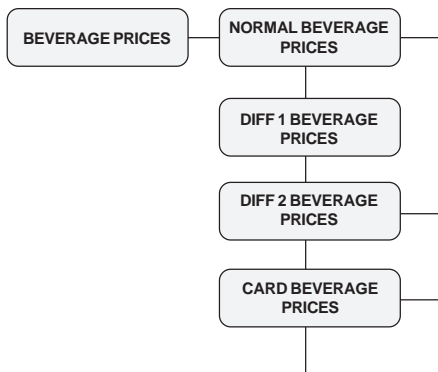 BEVERAGE PRICES
NORMAL BEVERAGE
PRICES
DIFF 1 BEVERAGE
PRICES
DIFF 2 BEVERAGE
PRICES
CARD BEVERAGE
PRICES